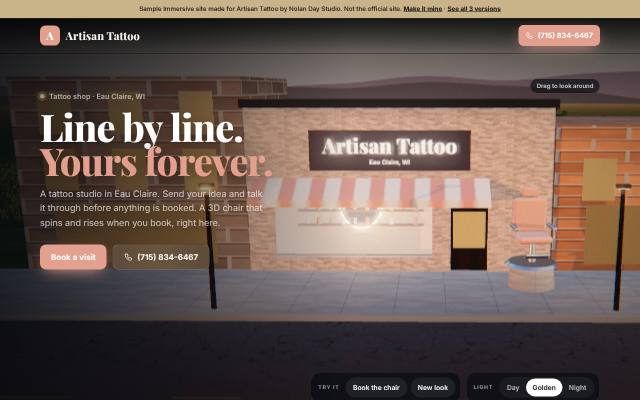 Sample Immersive site made for Artisan Tattoo by Nolan Day Studio. Not the official site. Make it mine · See all 3 versions
A Artisan Tattoo
(715) 834-6467
Drag to look around
Tattoo shop · Eau Claire, WI
Line by line.
Yours forever.
A tattoo studio in Eau Claire. Send your idea and talk
it through before anything is booked. A 3D chair that
spins and rises when you book, right here.
Book a visit
(715) 834-6467
Artisan Tattoo
Eau Claire, WI
TRY IT Book the chair New look
LIGHT Day Golden Night